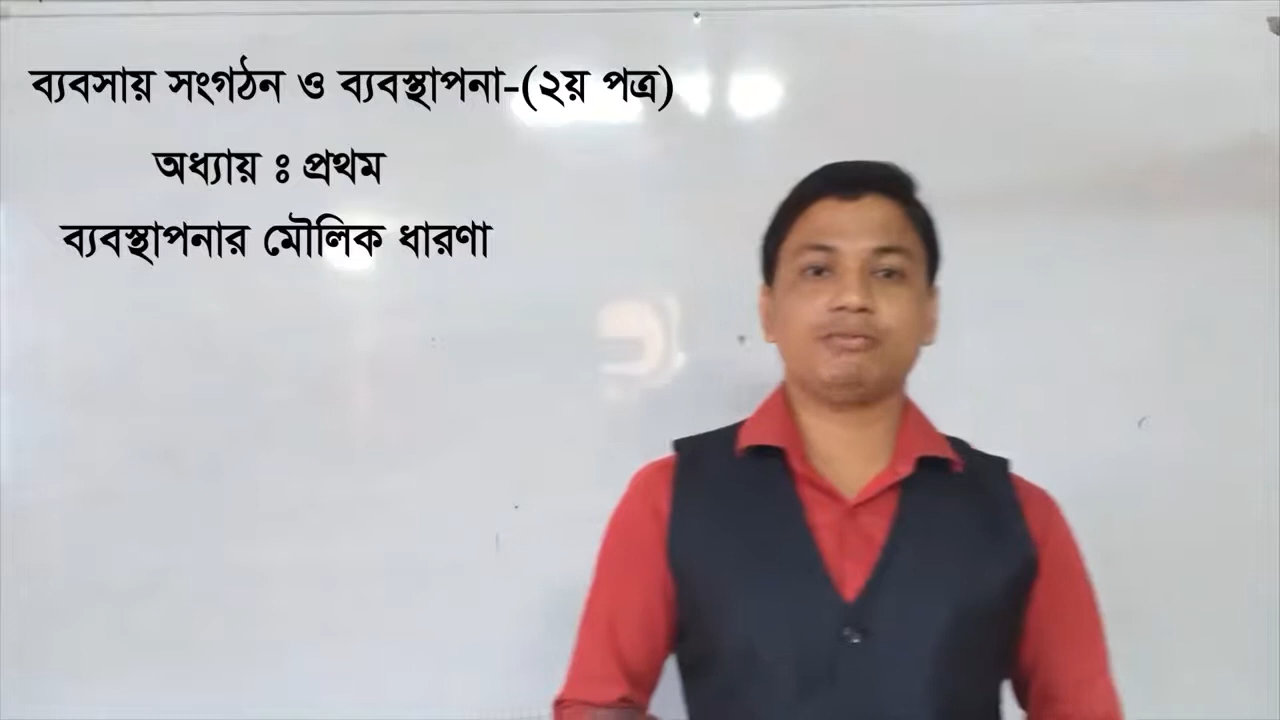 ব্যবসায় সংগঠন ও ব্যবস্থাপনা-(২য় পত্র)
অধ্যায় ঃ প্রথম
ব্যবস্থাপনার মৌলিক ধারণা